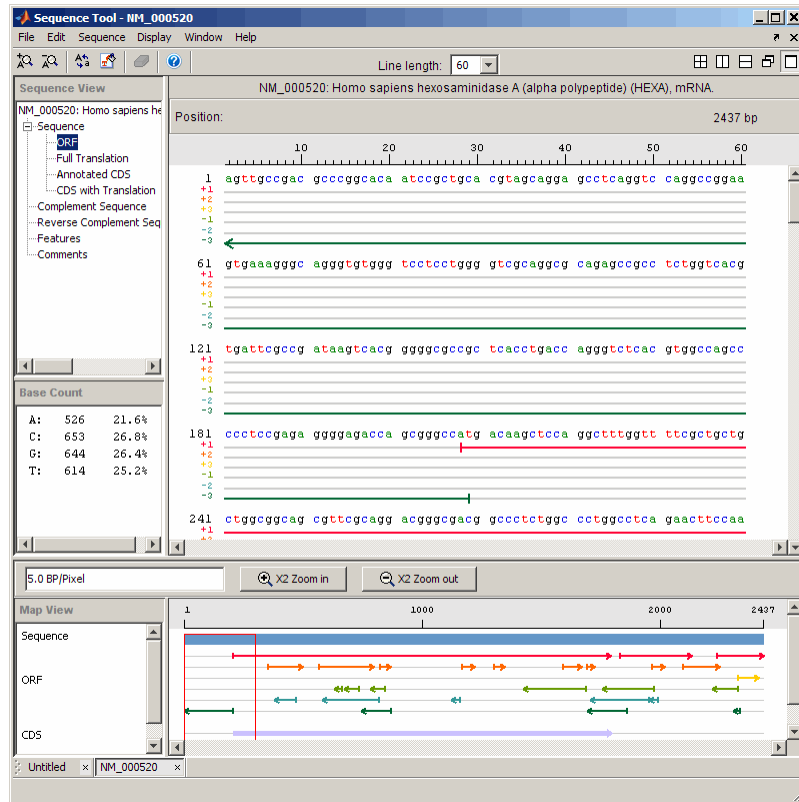 Sequence Tool - NM_000520
File Edit Sequence Display Window Help
Line length: 60
Sequence View
NM_000520: Homo sapiens he
Sequence
ORF
Full Translation
Annotated CDS
CDS with Translation
Complement Sequence
Reverse Complement Seq
Features
Comments
Base Count
A: 526 21.6%
C: 653 26.8%
G: 644 26.4%
T: 614 25.2%
NM_000520: Homo sapiens hexosaminidase A (alpha polypeptide) (HEXA), mRNA.
Position: 2437 bp
10 20 30 40 50 60
1 agttgccgac gcccggcaca atccgctgca cgtagcagga gcctcaggtc caggccggaa
+1
+2
+3
-1
-2
-3
61 gtgaaagggc agggtgtggg tcctcctggg gtcgcaggcg cagagccgcc tctggtcacg
+1
+2
+3
-1
-2
-3
121 tgattcgccg ataagtcacg ggggcgccgc tcacctgacc agggtctcac gtggccagcc
+1
+2
+3
-1
-2
-3
181 ccctccgaga ggggagacca gcgggccatg acaagctcca ggctttggtt ttcgctgctg
+1
+2
+3
-1
-2
-3
241 ctggcggcag cgttcgcagg acgggcgacg gccctctggc cctggcctca gaacttccaa
+1
+2
5.0 BP/Pixel X2 Zoom in X2 Zoom out
Map View
1 1000 2000 2437
Sequence
ORF
CDS
Untitled × NM_000520 ×